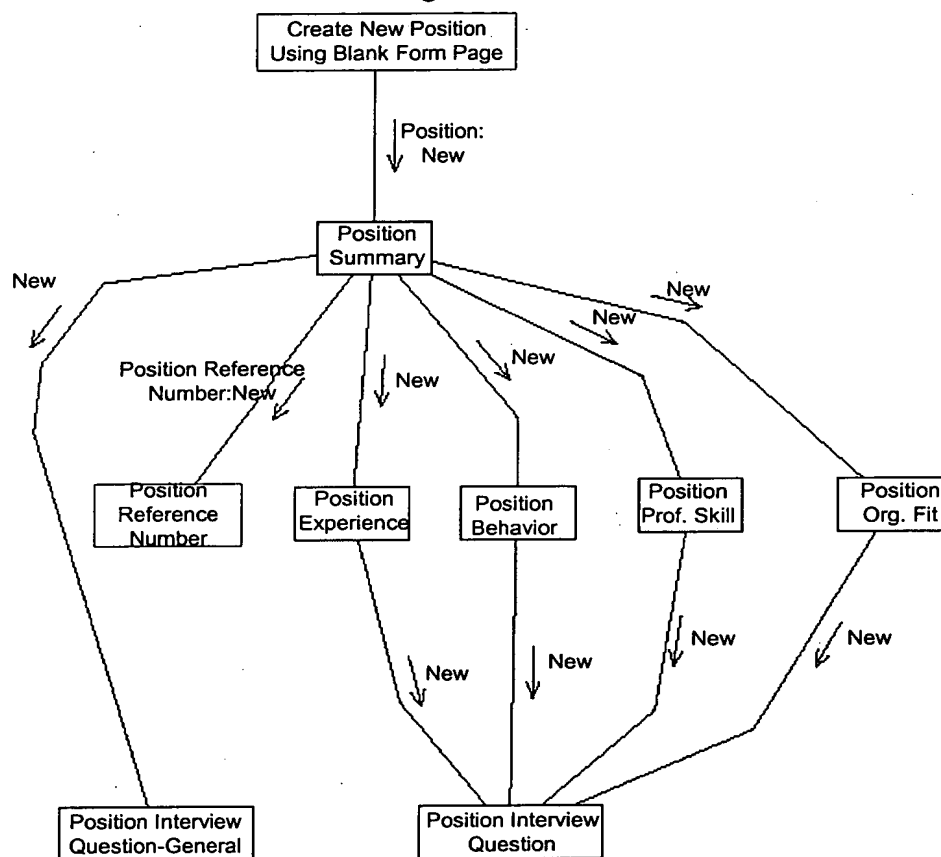 Create New Position
Using Blank Form Page
Position:
New
Position
Summary
New
New
New
Position Reference
Number:New
New
New
Position
Reference
Number
Position
Experience
Position
Behavior
Position
Prof. Skill
Position
Org. Fit
New
New
New
New
Position Interview
Question-General
Position Interview
Question